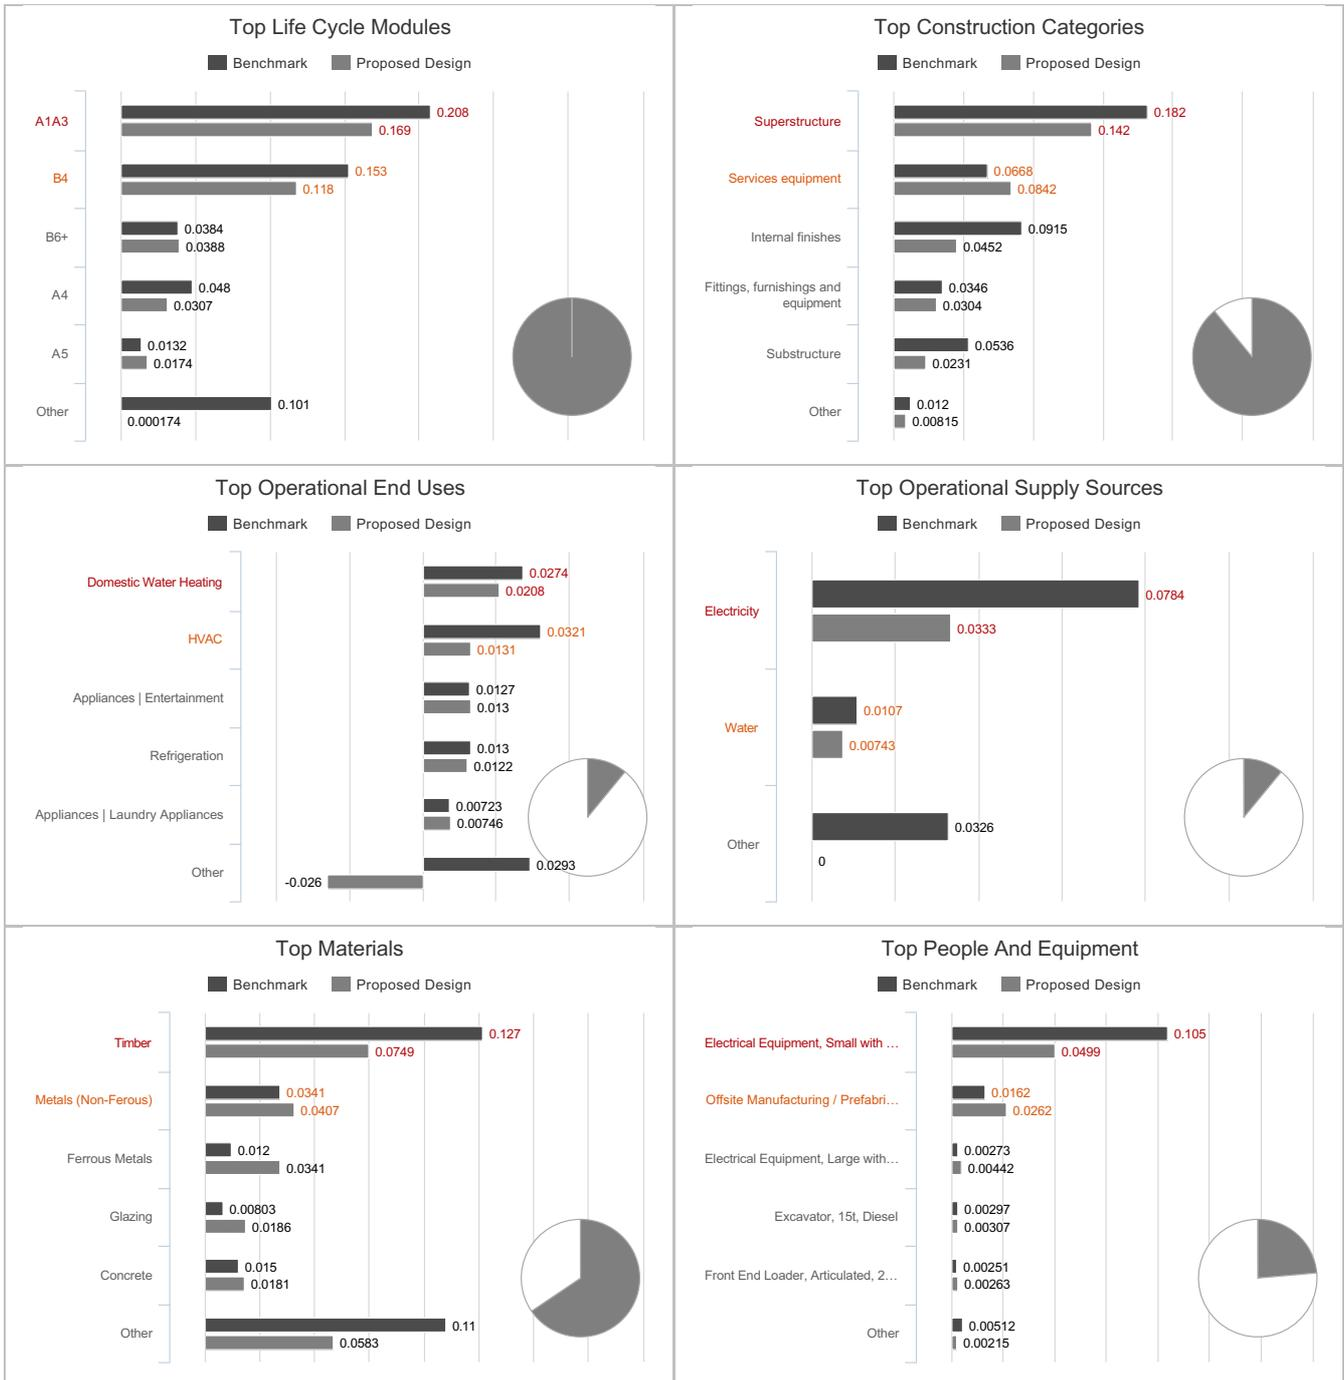 Top Life Cycle Modules
Benchmark Proposed Design
A1A3
0.208
0.169
B4
0.153
0.118
B6+
0.0384
0.0388
A4
0.048
0.0307
A5
0.0132
0.0174
Other
0.101
0.000174
Top Construction Categories
Benchmark Proposed Design
Superstructure
0.182
0.142
Services equipment
0.0668
0.0842
Internal finishes
0.0915
0.0452
Fittings, furnishings and
equipment
0.0346
0.0304
Substructure
0.0536
0.0231
Other
0.012
0.00815
Top Operational End Uses
Benchmark Proposed Design
Domestic Water Heating
0.0274
0.0208
HVAC
0.0321
0.0131
Appliances | Entertainment
0.0127
0.013
Refrigeration
0.013
0.0122
Appliances | Laundry Appliances
0.00723
0.00746
Other
0.0293
-0.026
Top Operational Supply Sources
Benchmark Proposed Design
Electricity
0.0784
0.0333
Water
0.0107
0.00743
Other
0.0326
0
Top Materials
Benchmark Proposed Design
Timber
0.127
0.0749
Metals (Non-Ferous)
0.0341
0.0407
Ferrous Metals
0.012
0.0341
Glazing
0.00803
0.0186
Concrete
0.015
0.0181
Other
0.11
0.0583
Top People And Equipment
Benchmark Proposed Design
Electrical Equipment, Small with ...
0.105
0.0499
Offsite Manufacturing / Prefabri...
0.0162
0.0262
Electrical Equipment, Large with...
0.00273
0.00442
Excavator, 15t, Diesel
0.00297
0.00307
Front End Loader, Articulated, 2...
0.00251
0.00263
Other
0.00512
0.00215